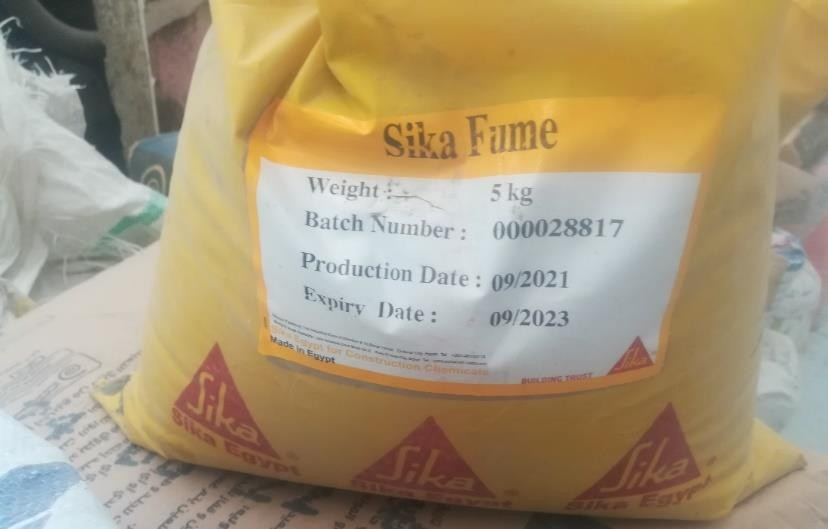 Sika Fume
Weight : 5 kg
Batch Number : 000028817
Production Date : 09/2021
Expiry Date : 09/2023
Sika Egypt for Construction Chemicals
Made in Egypt
BUILDING TRUST
Sika
Sika
Sika Egypt
Sika
Sika Egypt
Sika
Sika Egypt